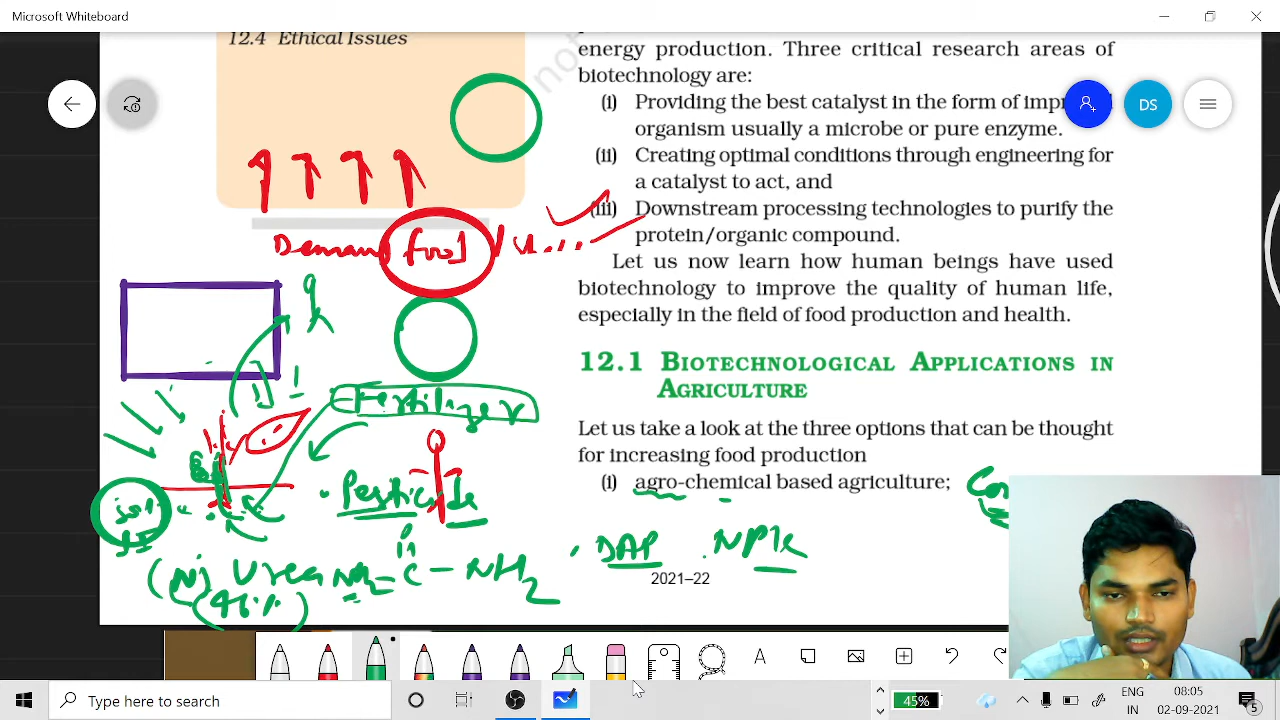 Microsoft Whiteboard
12.4 Ethical Issues
not
energy production. Three critical research areas of
biotechnology are:
(i) Providing the best catalyst in the form of
organism usually a microbe or pure enzyme.
(ii) Creating optimal conditions through engineering for
a catalyst to act, and
(iii) Downstream processing technologies to purify the
protein/organic compound.
Let us now learn how human beings have used
biotechnology to improve the quality of human life,
especially in the field of food production and health.
DS
Demand food
12.1 BIOTECHNOLOGICAL APPLICATIONS IN
AGRICULTURE
Fertilizer
Let us take a look at the three options that can be thought
for increasing food production
(i) agro-chemical based agriculture;
Pesticide
DAP . NPK
(N) Urea NH2-C-NH2
(46%)
2021–22
A
Type here to search
45%
ENG
IN
08:05
02-09-2021
5